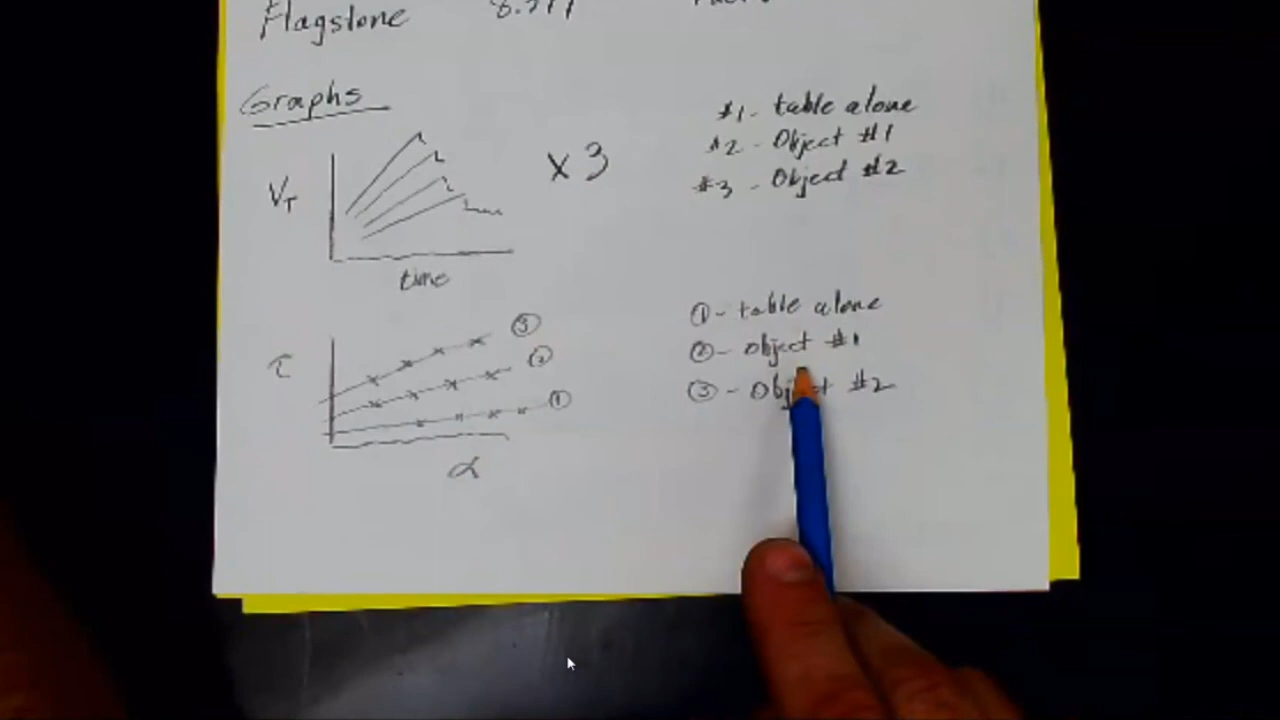 Flagstone
Graphs
VT
time
x 3
#1 - table alone
#2 - Object #1
#3 - Object #2
τ
α
③
②
①
①- table alone
②- Object #1
③- Object #2